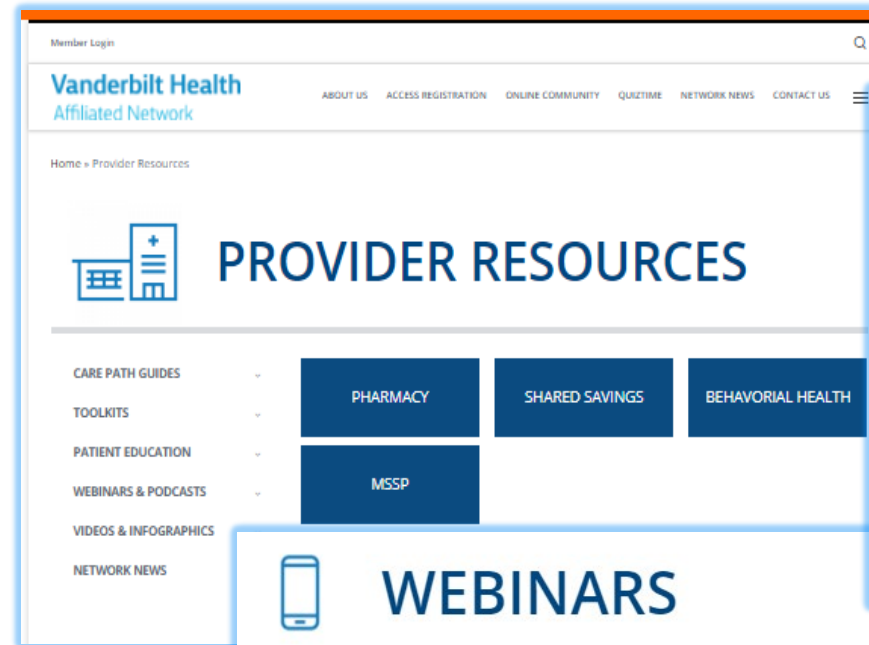 Member Login
Vanderbilt Health
Affiliated Network
ABOUT US ACCESS REGISTRATION ONLINE COMMUNITY QUIZTIME NETWORK NEWS CONTACT US
Home » Provider Resources
PROVIDER RESOURCES
CARE PATH GUIDES
TOOLKITS
PATIENT EDUCATION
WEBINARS & PODCASTS
VIDEOS & INFOGRAPHICS
NETWORK NEWS
PHARMACY
SHARED SAVINGS
BEHAVORIAL HEALTH
MSSP
WEBINARS